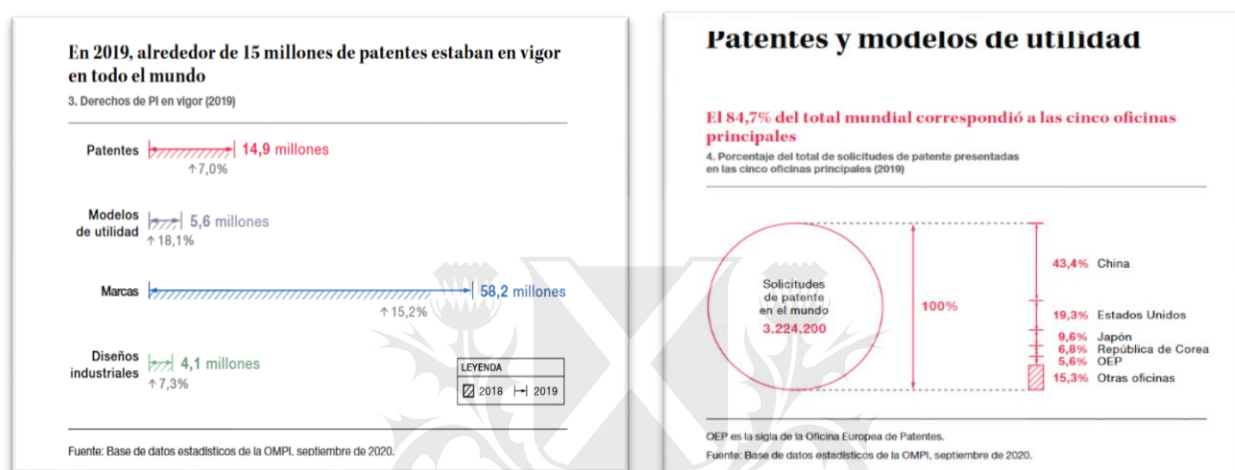 En 2019, alrededor de 15 millones de patentes estaban en vigor
en todo el mundo
3. Derechos de PI en vigor (2019)
Patentes 14,9 millones
↑7,0%
Modelos
de utilidad 5,6 millones
↑18,1%
Marcas 58,2 millones
↑15,2%
Diseños
industriales 4,1 millones
↑7,3%
LEYENDA
2018 2019
Fuente: Base de datos estadísticos de la OMPI, septiembre de 2020.
Patentes y modelos de utilidad
El 84,7% del total mundial correspondió a las cinco oficinas
principales
4. Porcentaje del total de solicitudes de patente presentadas
en las cinco oficinas principales (2019)
Solicitudes
de patente
en el mundo
3.224.200
100%
43,4% China
19,3% Estados Unidos
9,6% Japón
6,8% República de Corea
5,6% OEP
15,3% Otras oficinas
OEP es la sigla de la Oficina Europea de Patentes.
Fuente: Base de datos estadísticos de la OMPI, septiembre de 2020.